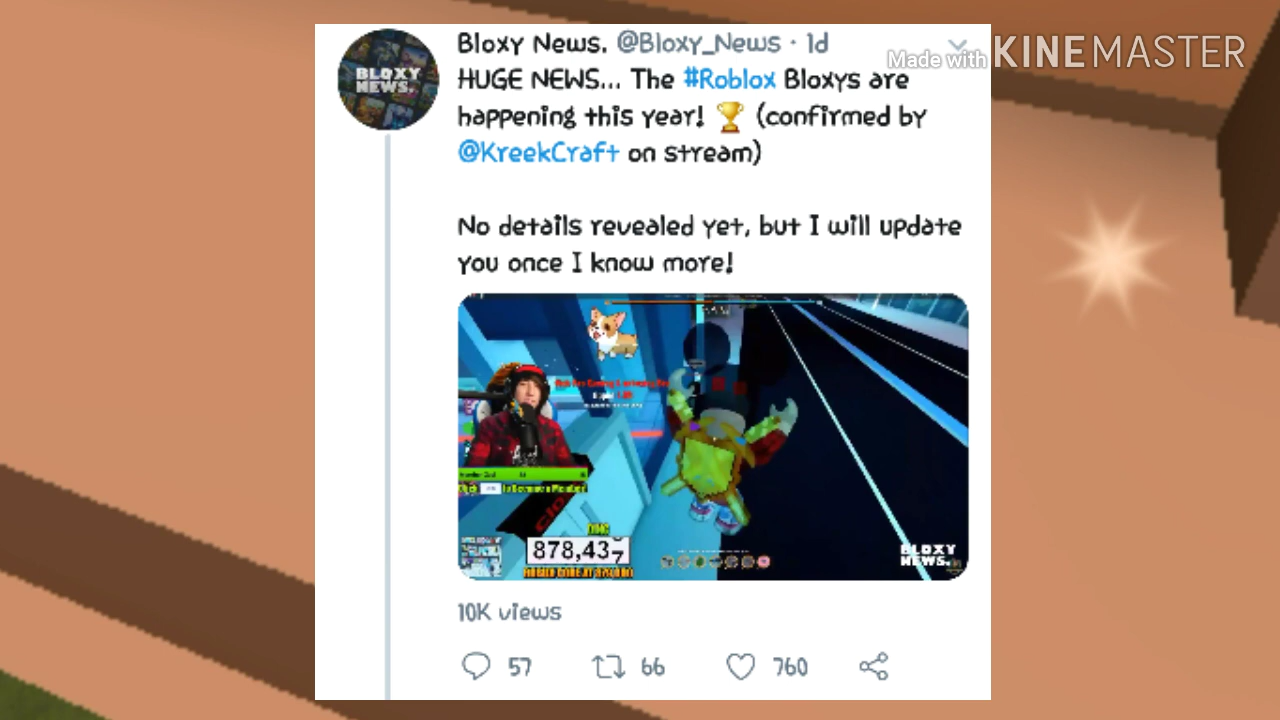 Bloxy News. @Bloxy_News · 1d
Made with KINEMASTER
HUGE NEWS... The #Roblox Bloxys are
happening this year! 🏆 (confirmed by
@KreekCraft on stream)
No details revealed yet, but I will update
you once I know more!
BLOXY
NEWS.
878,437
BLOXY
NEWS.
10K views
57 66 760